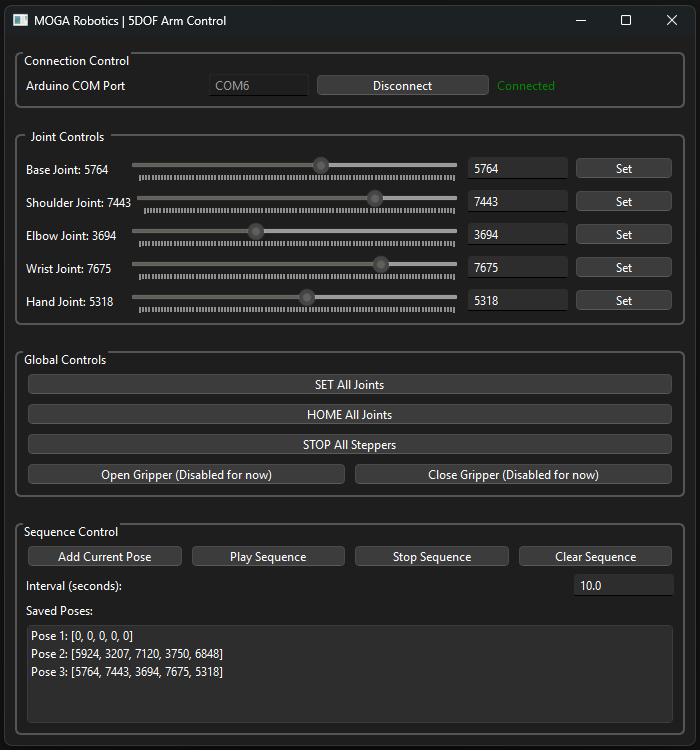 MOGA Robotics | 5DOF Arm Control
Connection Control
Arduino COM Port COM6 Disconnect Connected
Joint Controls
Base Joint: 5764 5764 Set
Shoulder Joint: 7443 7443 Set
Elbow Joint: 3694 3694 Set
Wrist Joint: 7675 7675 Set
Hand Joint: 5318 5318 Set
Global Controls
SET All Joints
HOME All Joints
STOP All Steppers
Open Gripper (Disabled for now) Close Gripper (Disabled for now)
Sequence Control
Add Current Pose Play Sequence Stop Sequence Clear Sequence
Interval (seconds): 10.0
Saved Poses:
Pose 1: [0, 0, 0, 0, 0]
Pose 2: [5924, 3207, 7120, 3750, 6848]
Pose 3: [5764, 7443, 3694, 7675, 5318]